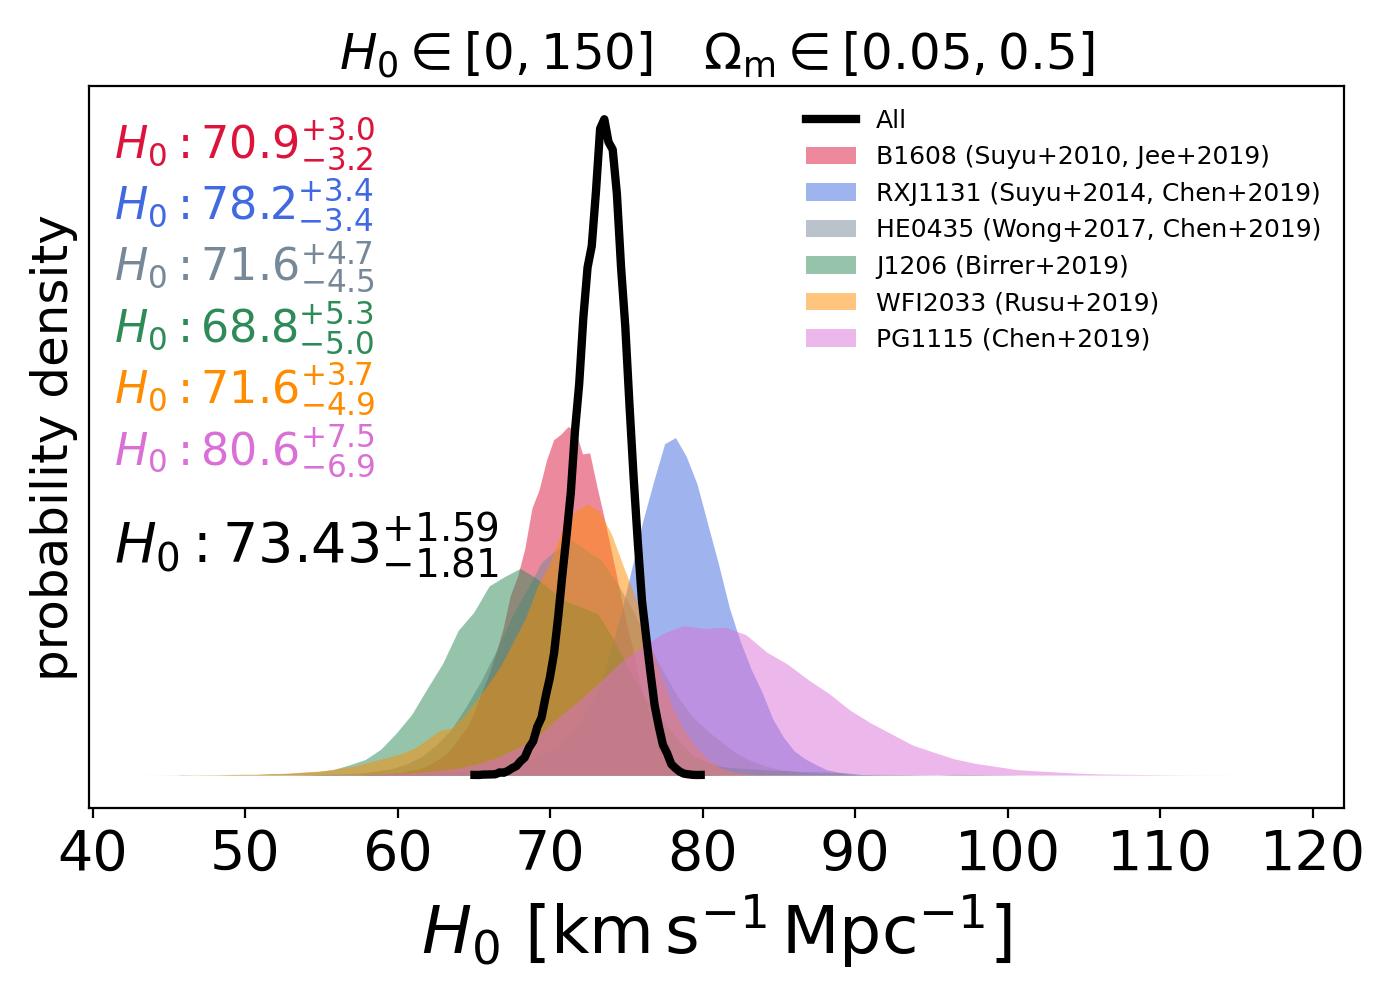 H₀ ∈ [0, 150]   Ωₘ ∈ [0.05, 0.5]
H₀ : 70.9 +3.0 −3.2
H₀ : 78.2 +3.4 −3.4
H₀ : 71.6 +4.7 −4.5
H₀ : 68.8 +5.3 −5.0
H₀ : 71.6 +3.7 −4.9
H₀ : 80.6 +7.5 −6.9
H₀ : 73.43 +1.59 −1.81
All
B1608 (Suyu+2010, Jee+2019)
RXJ1131 (Suyu+2014, Chen+2019)
HE0435 (Wong+2017, Chen+2019)
J1206 (Birrer+2019)
WFI2033 (Rusu+2019)
PG1115 (Chen+2019)
probability density
40 50 60 70 80 90 100 110 120
H₀ [km s⁻¹ Mpc⁻¹]